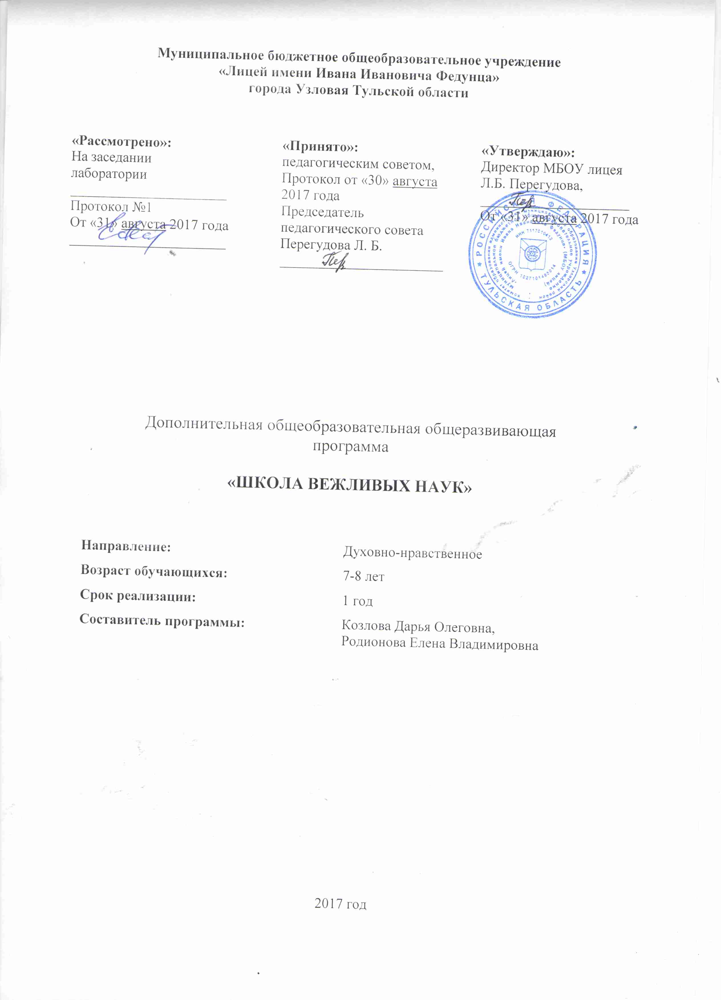 Муниципальное бюджетное общеобразовательное учреждение
«Лицей имени Ивана Ивановича Федунца»
города Узловая Тульской области
«Рассмотрено»:
На заседании
лаборатории
Протокол №1
От «31» августа 2017 года
«Принято»:
педагогическим советом,
Протокол от «30» августа
2017 года
Председатель
педагогического совета
Перегудова Л. Б.
«Утверждаю»:
Директор МБОУ лицея
Л.Б. Перегудова,
От «31» августа 2017 года
РОССИЙСКАЯ ФЕДЕРАЦИЯ
ТУЛЬСКАЯ ОБЛАСТЬ
ИНН 7117010412
Дополнительная общеобразовательная общеразвивающая
программа
«ШКОЛА ВЕЖЛИВЫХ НАУК»
Направление:
Духовно-нравственное
Возраст обучающихся:
7-8 лет
Срок реализации:
1 год
Составитель программы:
Козлова Дарья Олеговна,
Родионова Елена Владимировна
2017 год